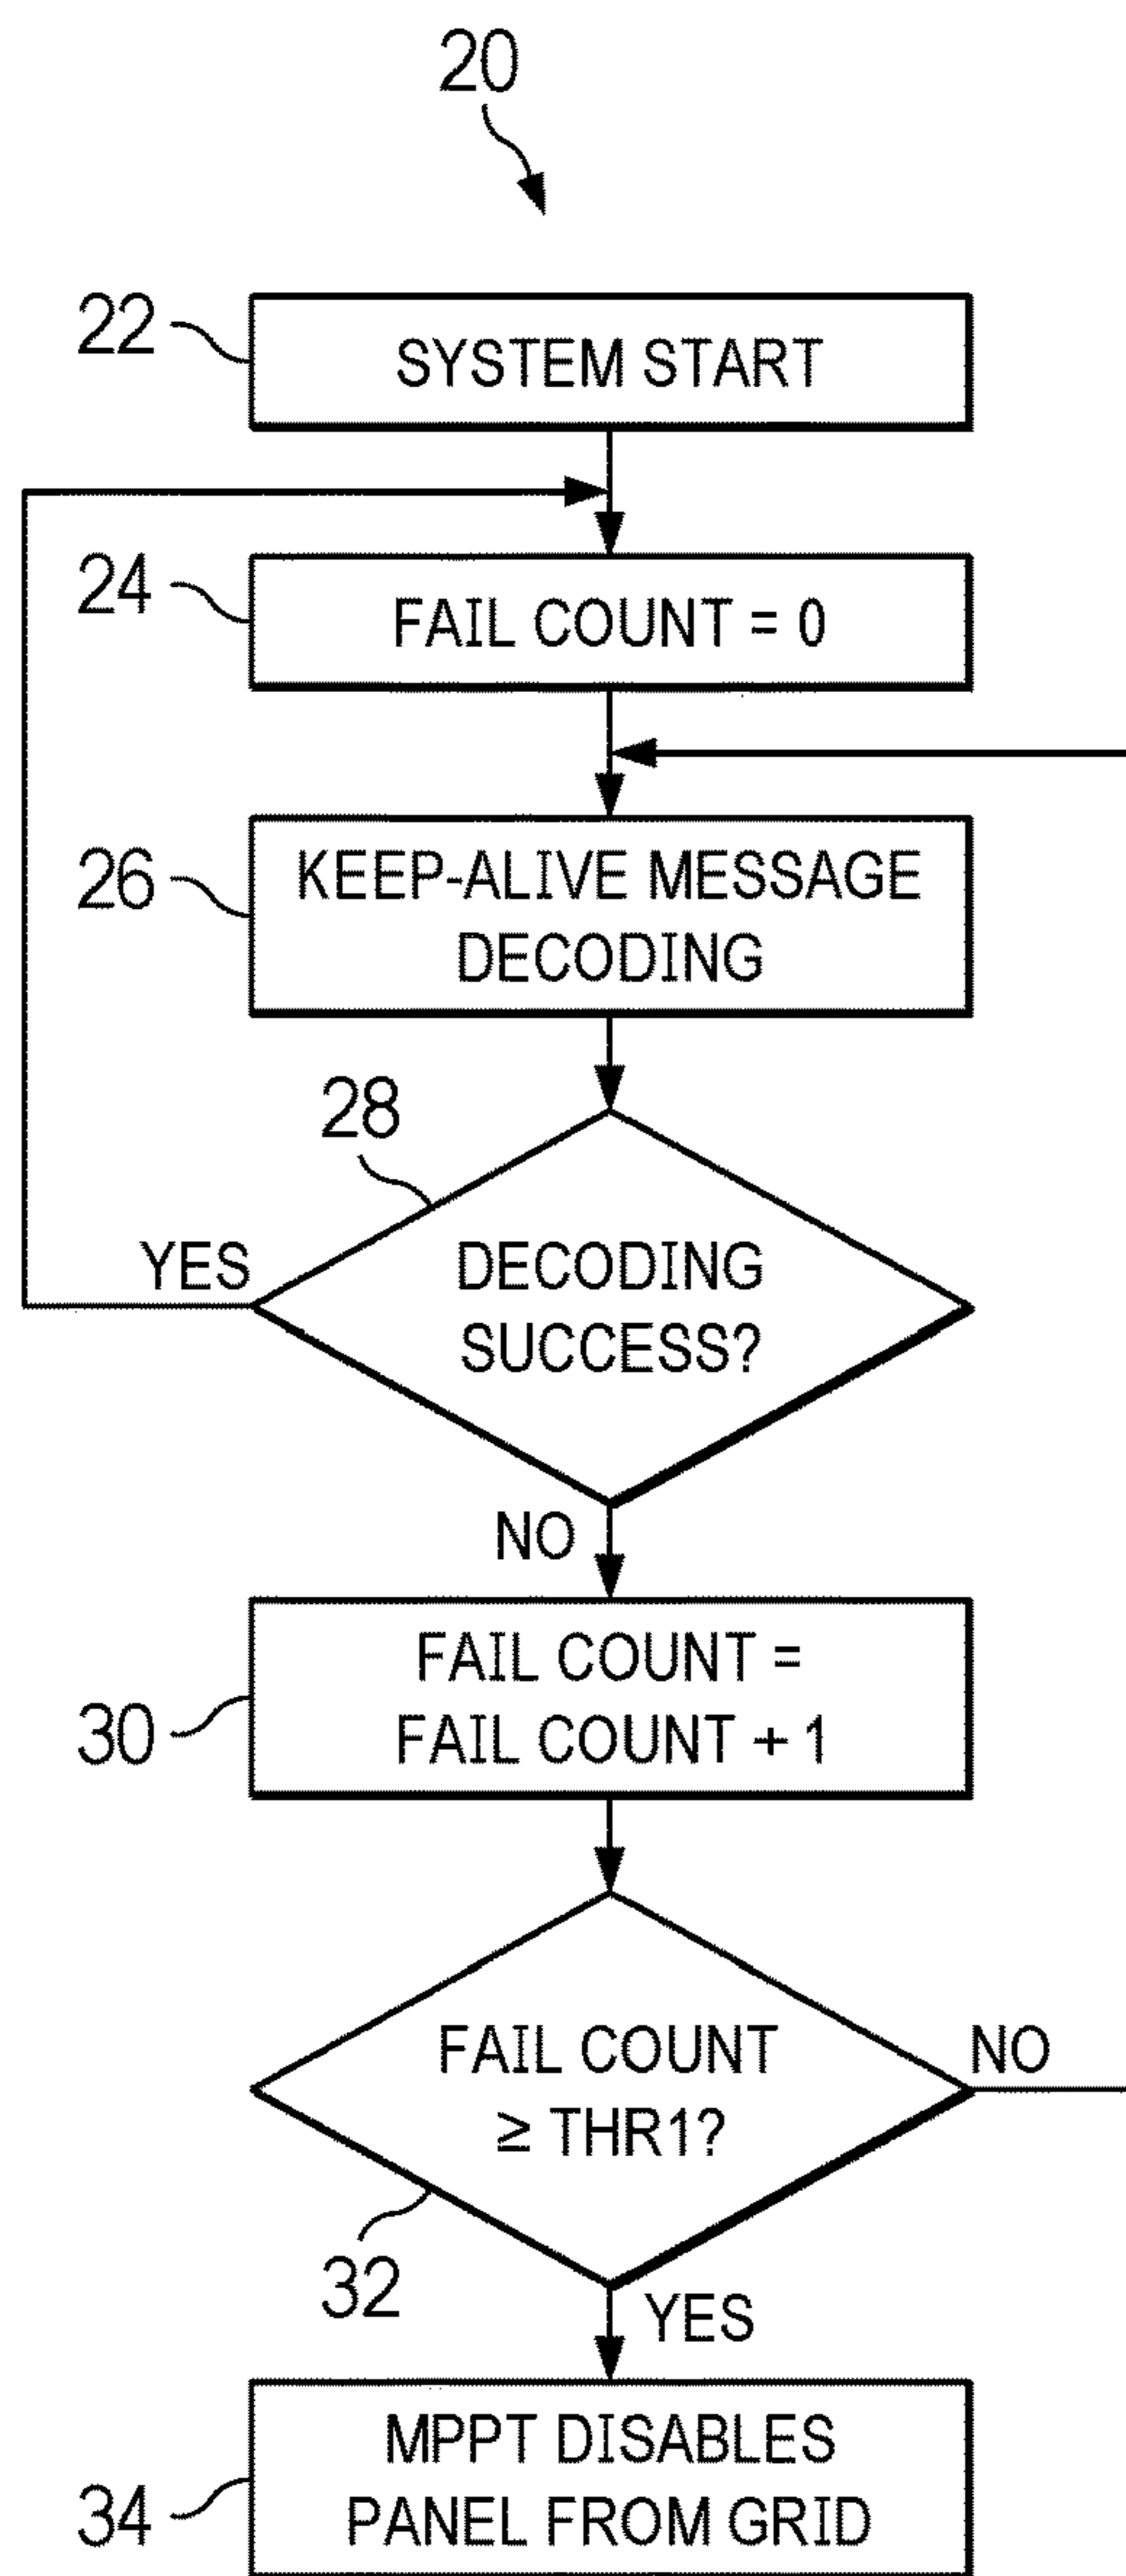 20
22
SYSTEM START
24
FAIL COUNT = 0
26
KEEP-ALIVE MESSAGE
DECODING
28
YES
DECODING
SUCCESS?
NO
30
FAIL COUNT =
FAIL COUNT + 1
FAIL COUNT
≥ THR1?
NO
32
YES
34
MPPT DISABLES
PANEL FROM GRID